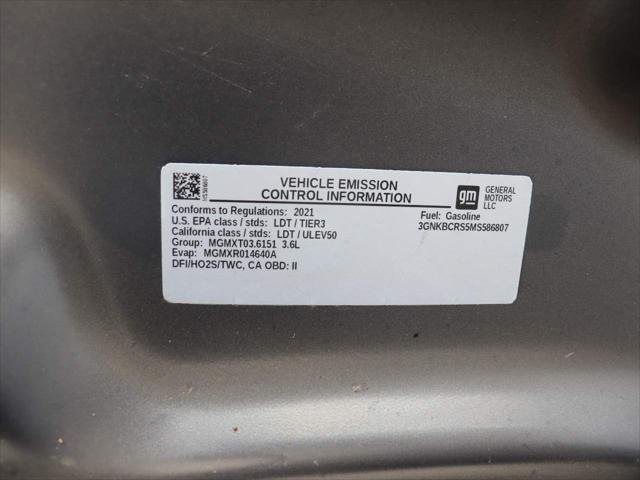 VEHICLE EMISSION
CONTROL INFORMATION
gm
GENERAL
MOTORS
LLC
MS586807
Conforms to Regulations: 2021
U.S. EPA class / stds: LDT / TIER3
California class / stds: LDT / ULEV50
Group: MGMXT03.6151 3.6L
Evap: MGMXR014640A
DFI/HO2S/TWC, CA OBD: II
Fuel: Gasoline
3GNKBCRS5MS586807